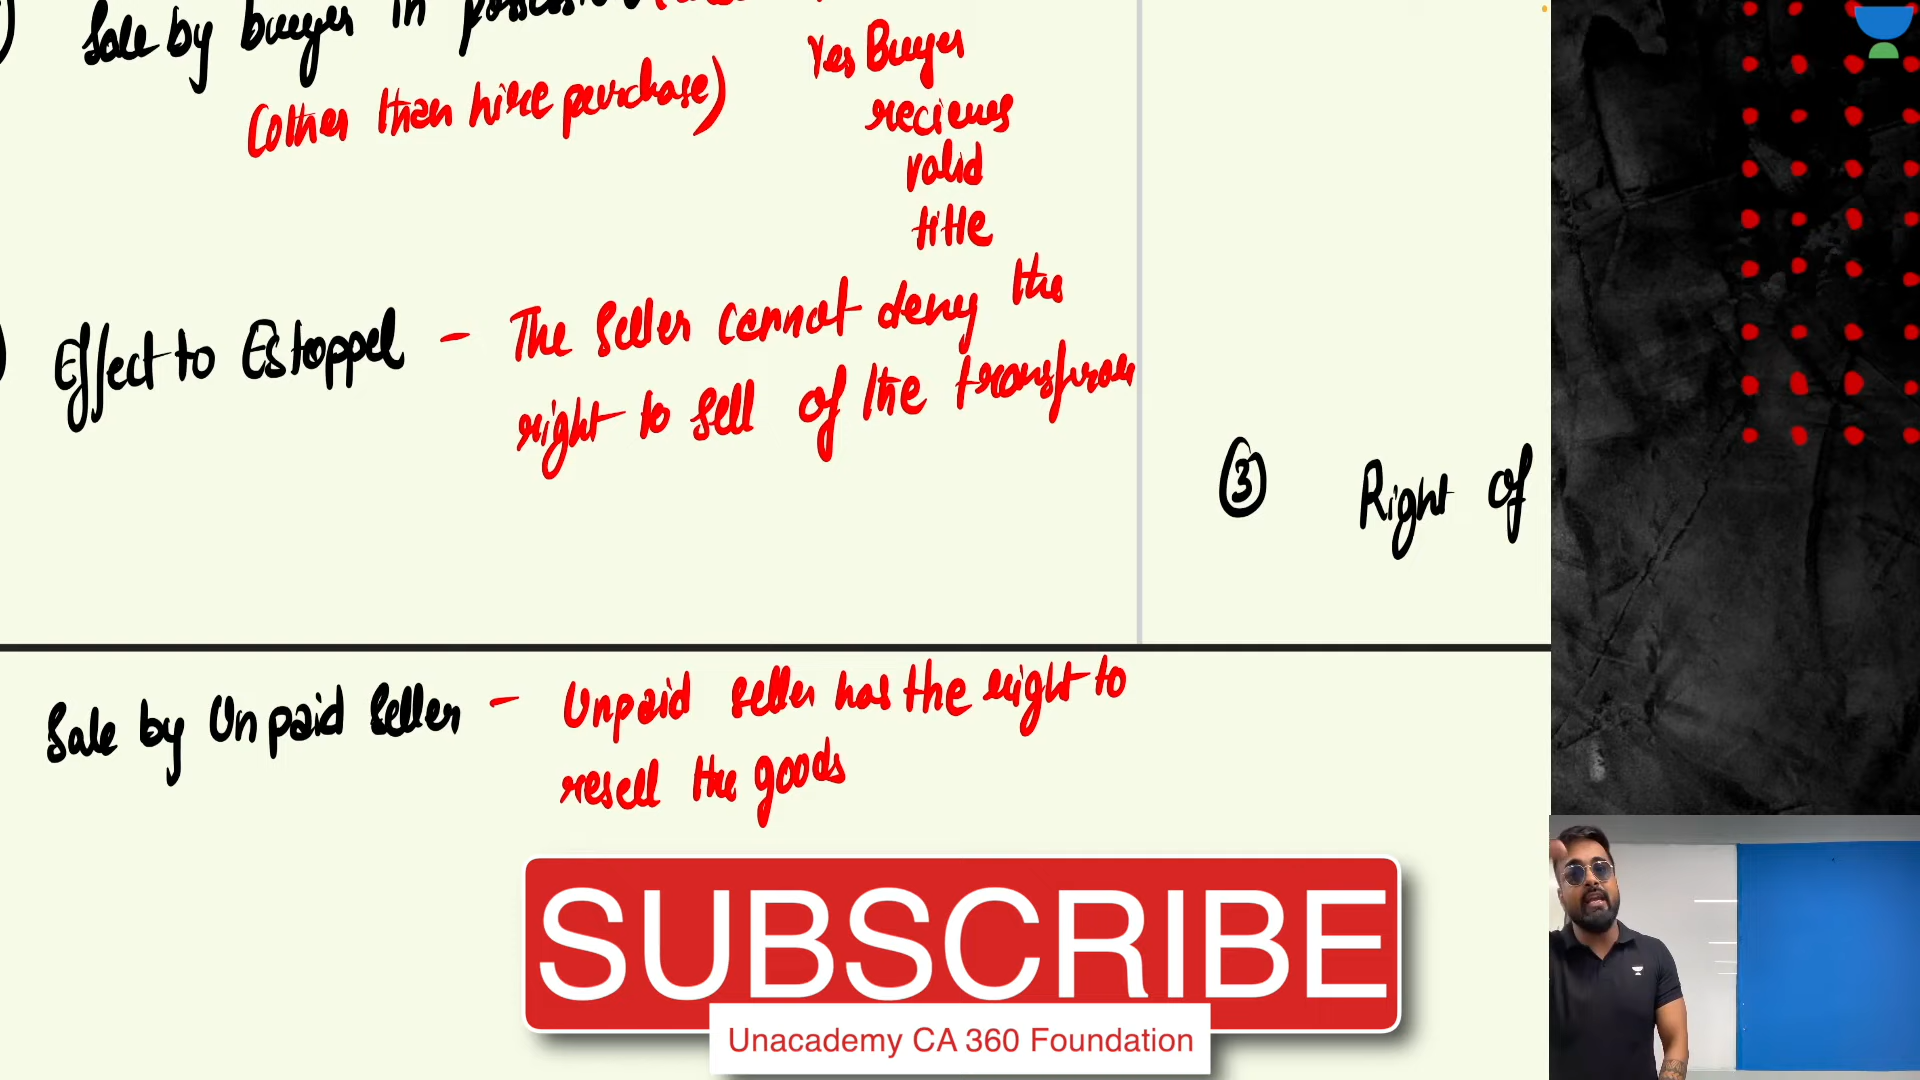 Sale by buyer in
(other than hire purchase)
Yes Buyer
recieves
valid
title
Effect to Estoppel - The Seller cannot deny the
right to sell of the
③ Right of
Sale by Unpaid Seller - Unpaid seller has the right to
resell the goods
SUBSCRIBE
Unacademy CA 360 Foundation